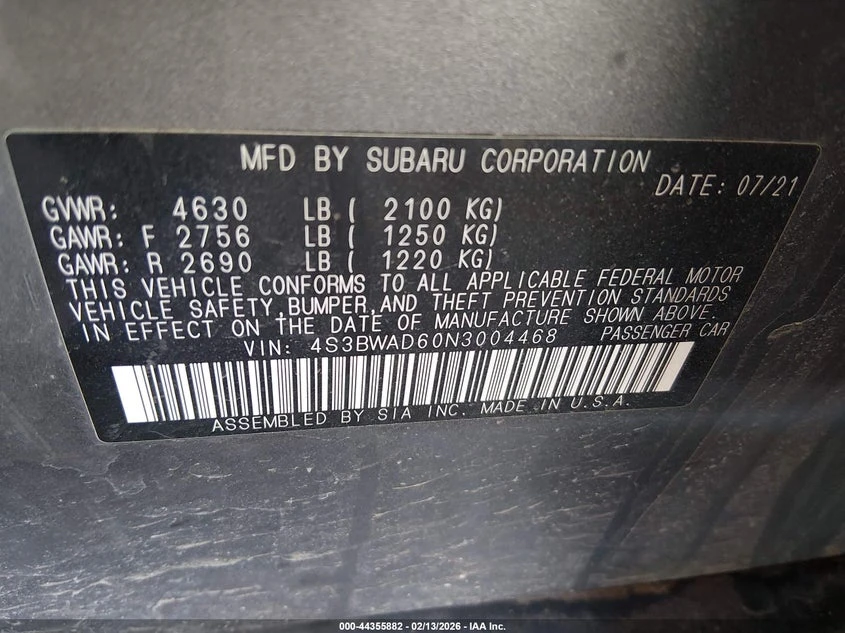 MFD BY SUBARU CORPORATION
DATE: 07/21
GVWR: 4630 LB ( 2100 KG)
GAWR: F 2756 LB ( 1250 KG)
GAWR: R 2690 LB ( 1220 KG)
THIS VEHICLE CONFORMS TO ALL APPLICABLE FEDERAL MOTOR
VEHICLE SAFETY,BUMPER,AND THEFT PREVENTION STANDARDS
IN EFFECT ON THE DATE OF MANUFACTURE SHOWN ABOVE.
VIN: 4S3BWAD60N3004468 PASSENGER CAR
ASSEMBLED BY SIA INC. MADE IN U.S.A.
000-44355882 - 02/13/2026 - IAA Inc.